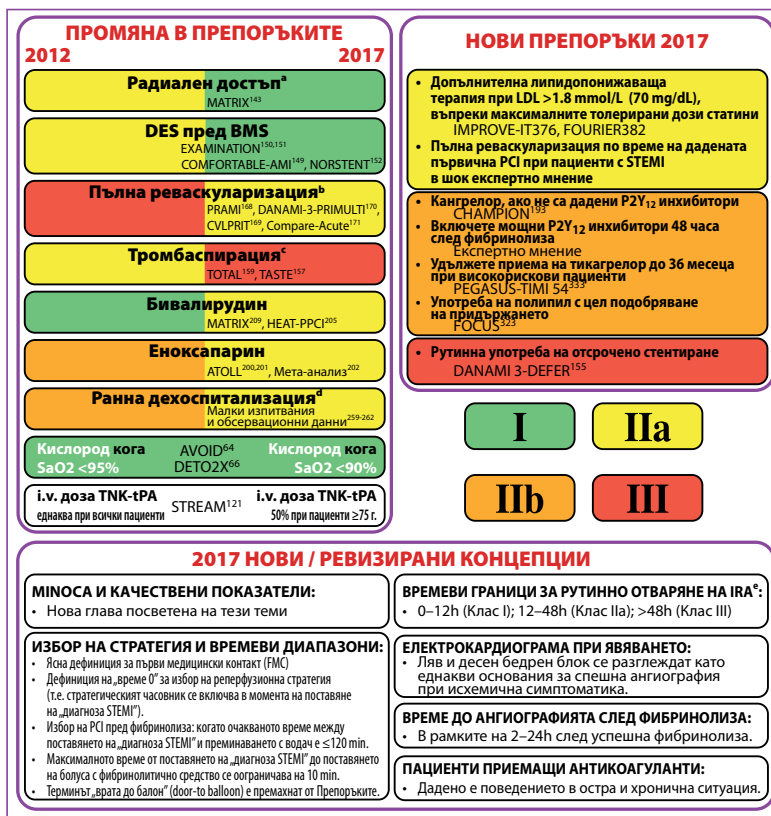 ПРОМЯНА В ПРЕПОРЪКИТЕ
2012 2017
Радиален достъпᵃ
MATRIX¹⁴³
DES пред BMS
EXAMINATION¹⁵⁰,¹⁵¹
COMFORTABLE-AMI¹⁴⁹, NORSTENT¹⁵²
Пълна реваскуларизацияᵇ
PRAMI¹⁶⁸, DANAMI-3-PRIMULTI¹⁷⁰,
CVLPRIT¹⁶⁹, Compare-Acute¹⁷¹
Тромбаспирацияᶜ
TOTAL¹⁵⁹, TASTE¹⁵⁷
Бивалирудин
MATRIX²⁰⁹, HEAT-PPCI²⁰⁵
Еноксапарин
ATOLL²⁰⁰,²⁰¹, Мета-анализ²⁰²
Ранна дехоспитализацияᵈ
Малки изпитвания
и обсервационни данни²⁵⁹⁻²⁶²
Кислород кога AVOID⁶⁴ Кислород кога
SaO2 <95% DETO2X⁶⁶ SaO2 <90%
i.v. доза TNK-tPA STREAM¹²¹ i.v. доза TNK-tPA
еднаква при всички пациенти 50% при пациенти ≥75 г.
НОВИ ПРЕПОРЪКИ 2017
• Допълнителна липидопонижаваща
терапия при LDL >1.8 mmol/L (70 mg/dL),
въпреки максималните толерирани дози статини
IMPROVE-IT376, FOURIER382
• Пълна реваскуларизация по време на дадената
първична PCI при пациенти с STEMI
в шок експертно мнение
• Кангрелор, ако не са дадени P2Y₁₂ инхибитори
CHAMPION¹⁹³
• Включете мощни P2Y₁₂ инхибитори 48 часа
след фибринолиза
Експертно мнение
• Удължете приема на тикагрелор до 36 месеца
при високорискови пациенти
PEGASUS-TIMI 54³³³
• Употреба на полипил с цел подобряване
на придържането
FOCUS³²³
• Рутинна употреба на отсрочено стентиране
DANAMI 3-DEFER¹⁵⁵
I IIa
IIb III
2017 НОВИ / РЕВИЗИРАНИ КОНЦЕПЦИИ
MINOCA И КАЧЕСТВЕНИ ПОКАЗАТЕЛИ:
• Нова глава посветена на тези теми
ИЗБОР НА СТРАТЕГИЯ И ВРЕМЕВИ ДИАПАЗОНИ:
• Ясна дефиниция за първи медицински контакт (FMC)
• Дефиниция на „време 0” за избор на реперфузионна стратегия
(т.е. стратегическият часовник се включва в момента на поставяне
на „диагноза STEMI”).
• Избор на PCI пред фибринолиза: когато очакваното време между
поставянето на „диагноза STEMI” и преминаването с водач е ≤120 min.
• Максималното време от поставянето на „диагноза STEMI” до поставянето
на болуса с фибринолитично средство се оограничава на 10 min.
• Терминът „врата до балон” (door-to balloon) е премахнат от Препоръките.
ВРЕМЕВИ ГРАНИЦИ ЗА РУТИННО ОТВАРЯНЕ НА IRAᵉ:
• 0–12h (Клас I); 12–48h (Клас IIa); >48h (Клас III)
ЕЛЕКТРОКАРДИОГРАМА ПРИ ЯВЯВАНЕТО:
• Ляв и десен бедрен блок се разглеждат като
еднакви основания за спешна ангиография
при исхемична симптоматика.
ВРЕМЕ ДО АНГИОГРАФИЯТА СЛЕД ФИБРИНОЛИЗА:
• В рамките на 2–24h след успешна фибринолиза.
ПАЦИЕНТИ ПРИЕМАЩИ АНТИКОАГУЛАНТИ:
• Дадено е поведението в остра и хронична ситуация.